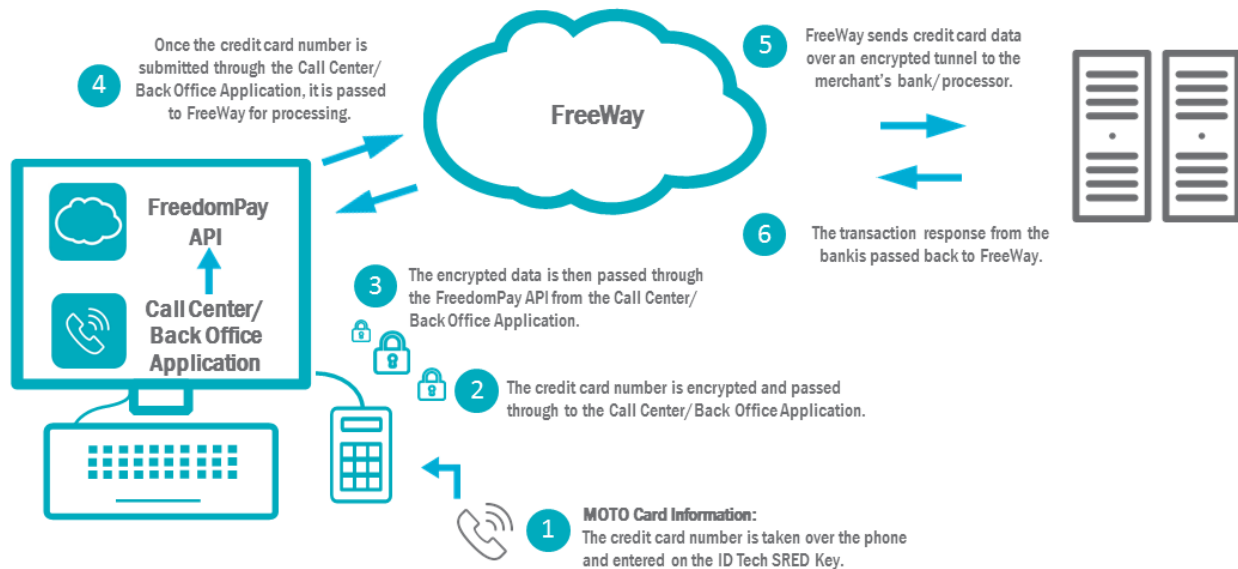 4
Once the credit card number is
submitted through the Call Center/
Back Office Application, it is passed
to FreeWay for processing.
FreeWay
5
FreeWay sends credit card data
over an encrypted tunnel to the
merchant's bank/processor.
FreedomPay
API
Call Center/
Back Office
Application
6
The transaction response from the
bankis passed back to FreeWay.
3
The encrypted data is then passed through
the FreedomPay API from the Call Center/
Back Office Application.
2
The credit card number is encrypted and passed
through to the Call Center/Back Office Application.
1
MOTO Card Information:
The credit card number is taken over the phone
and entered on the ID Tech SRED Key.